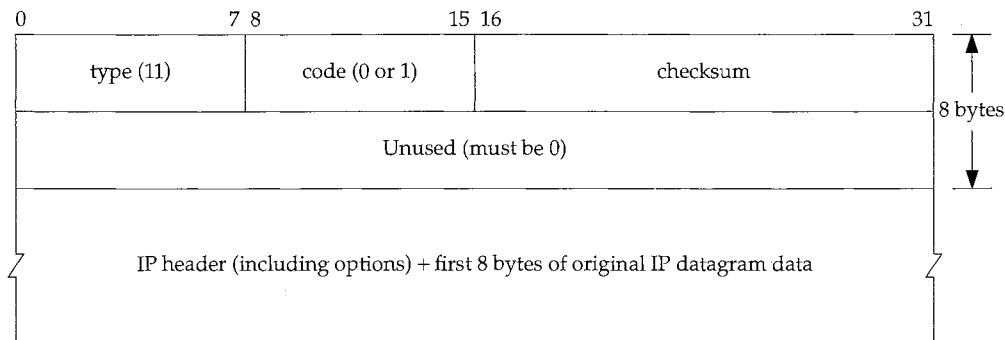 0 7 8 15 16 31
type (11) code (0 or 1) checksum
8 bytes
Unused (must be 0)
IP header (including options) + first 8 bytes of original IP datagram data